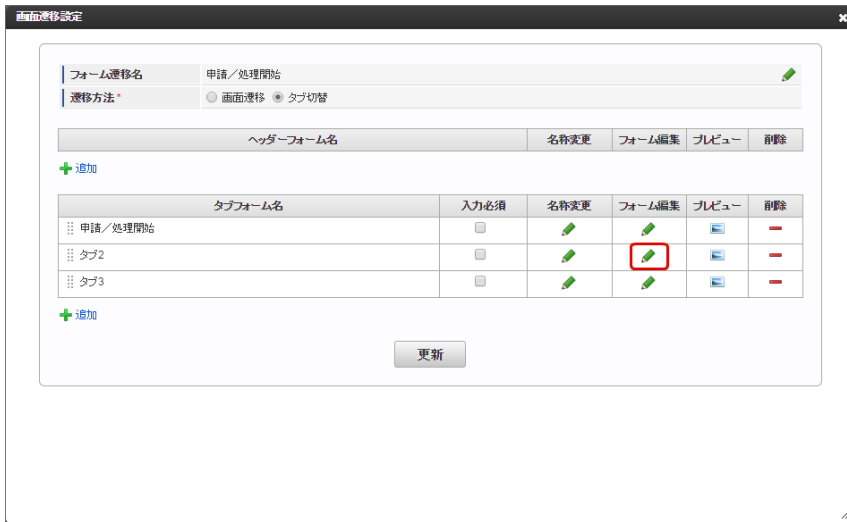 画面遷移設定
フォーム遷移名 申請／処理開始
遷移方法* 画面遷移 タブ切替
ヘッダーフォーム名 名称変更 フォーム編集 プレビュー 削除
追加
タブフォーム名 入力必須 名称変更 フォーム編集 プレビュー 削除
申請／処理開始
タブ2
タブ3
追加
更新